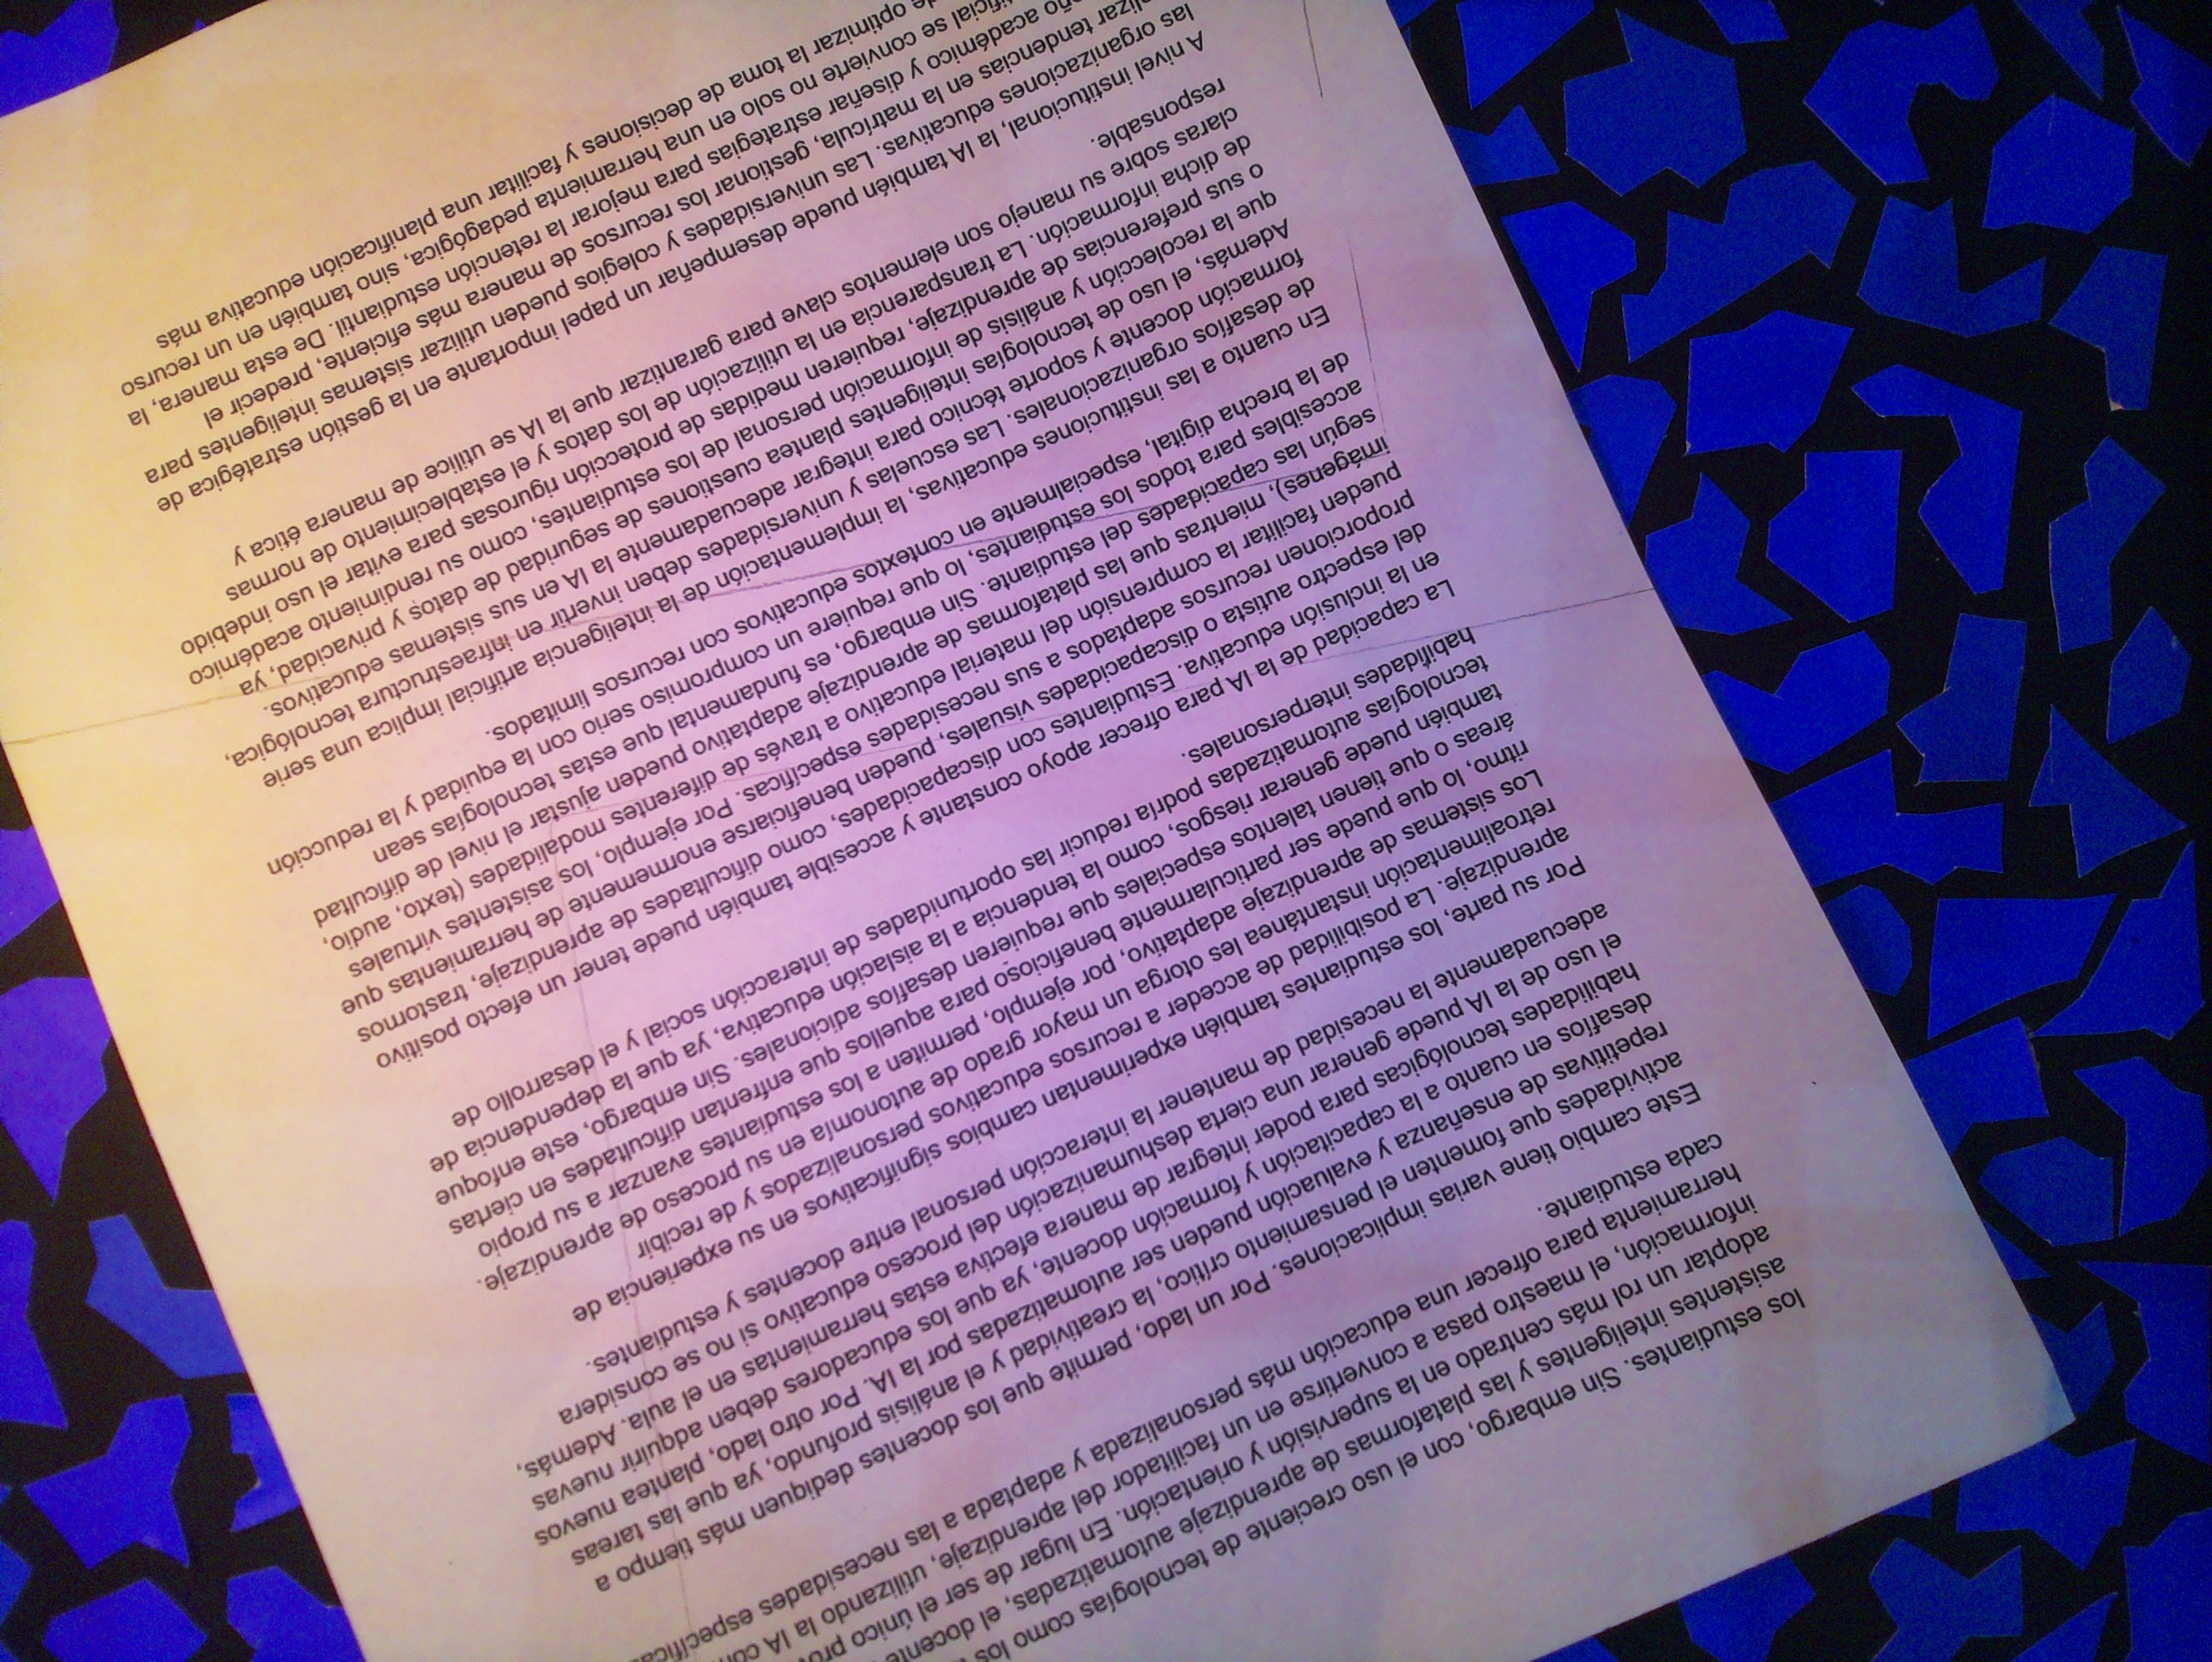 los estudiantes. Sin embargo, con el uso creciente de tecnologías como los
asistentes inteligentes y las plataformas de aprendizaje automatizadas, el docente
adoptar un rol más centrado en la supervisión y orientación. En lugar de ser el único
información, el maestro pasa a convertirse en un facilitador del aprendizaje, utilizando la IA
herramienta para ofrecer una educación más personalizada y adaptada a las necesidades específicas
cada estudiante.
Este cambio tiene varias implicaciones. Por un lado, permite que los docentes dediquen más tiempo a
actividades que fomenten el pensamiento crítico, la creatividad y el análisis profundo, ya que las tareas
repetitivas de enseñanza y evaluación pueden ser automatizadas por la IA. Por otro lado, plantea nuevos
desafíos en cuanto a la capacitación y formación docente, ya que los educadores deben adquirir nuevas
habilidades tecnológicas para poder integrar de manera efectiva estas herramientas en el aula. Además,
el uso de la IA puede generar una cierta deshumanización del proceso educativo si no se considera
adecuadamente la necesidad de mantener la interacción personal entre docentes y estudiantes.
Por su parte, los estudiantes también experimentan cambios significativos en su experiencia de
aprendizaje. La posibilidad de acceder a recursos educativos personalizados y de recibir
retroalimentación instantánea les otorga un mayor grado de autonomía en su proceso de aprendizaje.
Los sistemas de aprendizaje adaptativo, por ejemplo, permiten a los estudiantes avanzar a su propio
ritmo, lo que puede ser particularmente beneficioso para aquellos que enfrentan dificultades en ciertas
áreas o que tienen talentos especiales que requieren desafíos adicionales. Sin embargo, este enfoque
también puede generar riesgos, como la tendencia a la aislación educativa, ya que la dependencia de
tecnologías automatizadas podría reducir las oportunidades de interacción social y el desarrollo de
habilidades interpersonales.
La capacidad de la IA para ofrecer apoyo constante y accesible también puede tener un efecto positivo
en la inclusión educativa. Estudiantes con discapacidades, como dificultades de aprendizaje, trastornos
del espectro autista o discapacidades visuales, pueden beneficiarse enormemente de herramientas que
proporcionen recursos adaptados a sus necesidades específicas. Por ejemplo, los asistentes virtuales
pueden facilitar la comprensión del material educativo a través de diferentes modalidades (texto, audio,
imágenes), mientras que las plataformas de aprendizaje adaptativo pueden ajustar el nivel de dificultad
según las capacidades del estudiante. Sin embargo, es fundamental que estas tecnologías sean
accesibles para todos los estudiantes, lo que requiere un compromiso serio con la equidad y la reducción
de la brecha digital, especialmente en contextos educativos con recursos limitados.
En cuanto a las instituciones educativas, la implementación de la inteligencia artificial implica una serie
de desafíos organizacionales. Las escuelas y universidades deben invertir en infraestructura tecnológica,
formación docente y soporte técnico para integrar adecuadamente la IA en sus sistemas educativos.
Además, el uso de tecnologías inteligentes plantea cuestiones de seguridad de datos y privacidad, ya
que la recolección y análisis de información personal de los estudiantes, como su rendimiento académico
o sus preferencias de aprendizaje, requieren medidas de protección rigurosas para evitar el uso indebido
de dicha información. La transparencia en la utilización de los datos y el establecimiento de normas
claras sobre su manejo son elementos clave para garantizar que la IA se utilice de manera ética y
responsable.
A nivel institucional, la IA también puede desempeñar un papel importante en la gestión estratégica de
las organizaciones educativas. Las universidades y colegios pueden utilizar sistemas inteligentes para
tendencias en la matrícula, gestionar los recursos de manera más eficiente, predecir el
académico y diseñar estrategias para mejorar la retención estudiantil. De esta manera, la
se convierte no solo en una herramienta pedagógica, sino también en un recurso
optimizar la toma de decisiones y facilitar una planificación educativa más